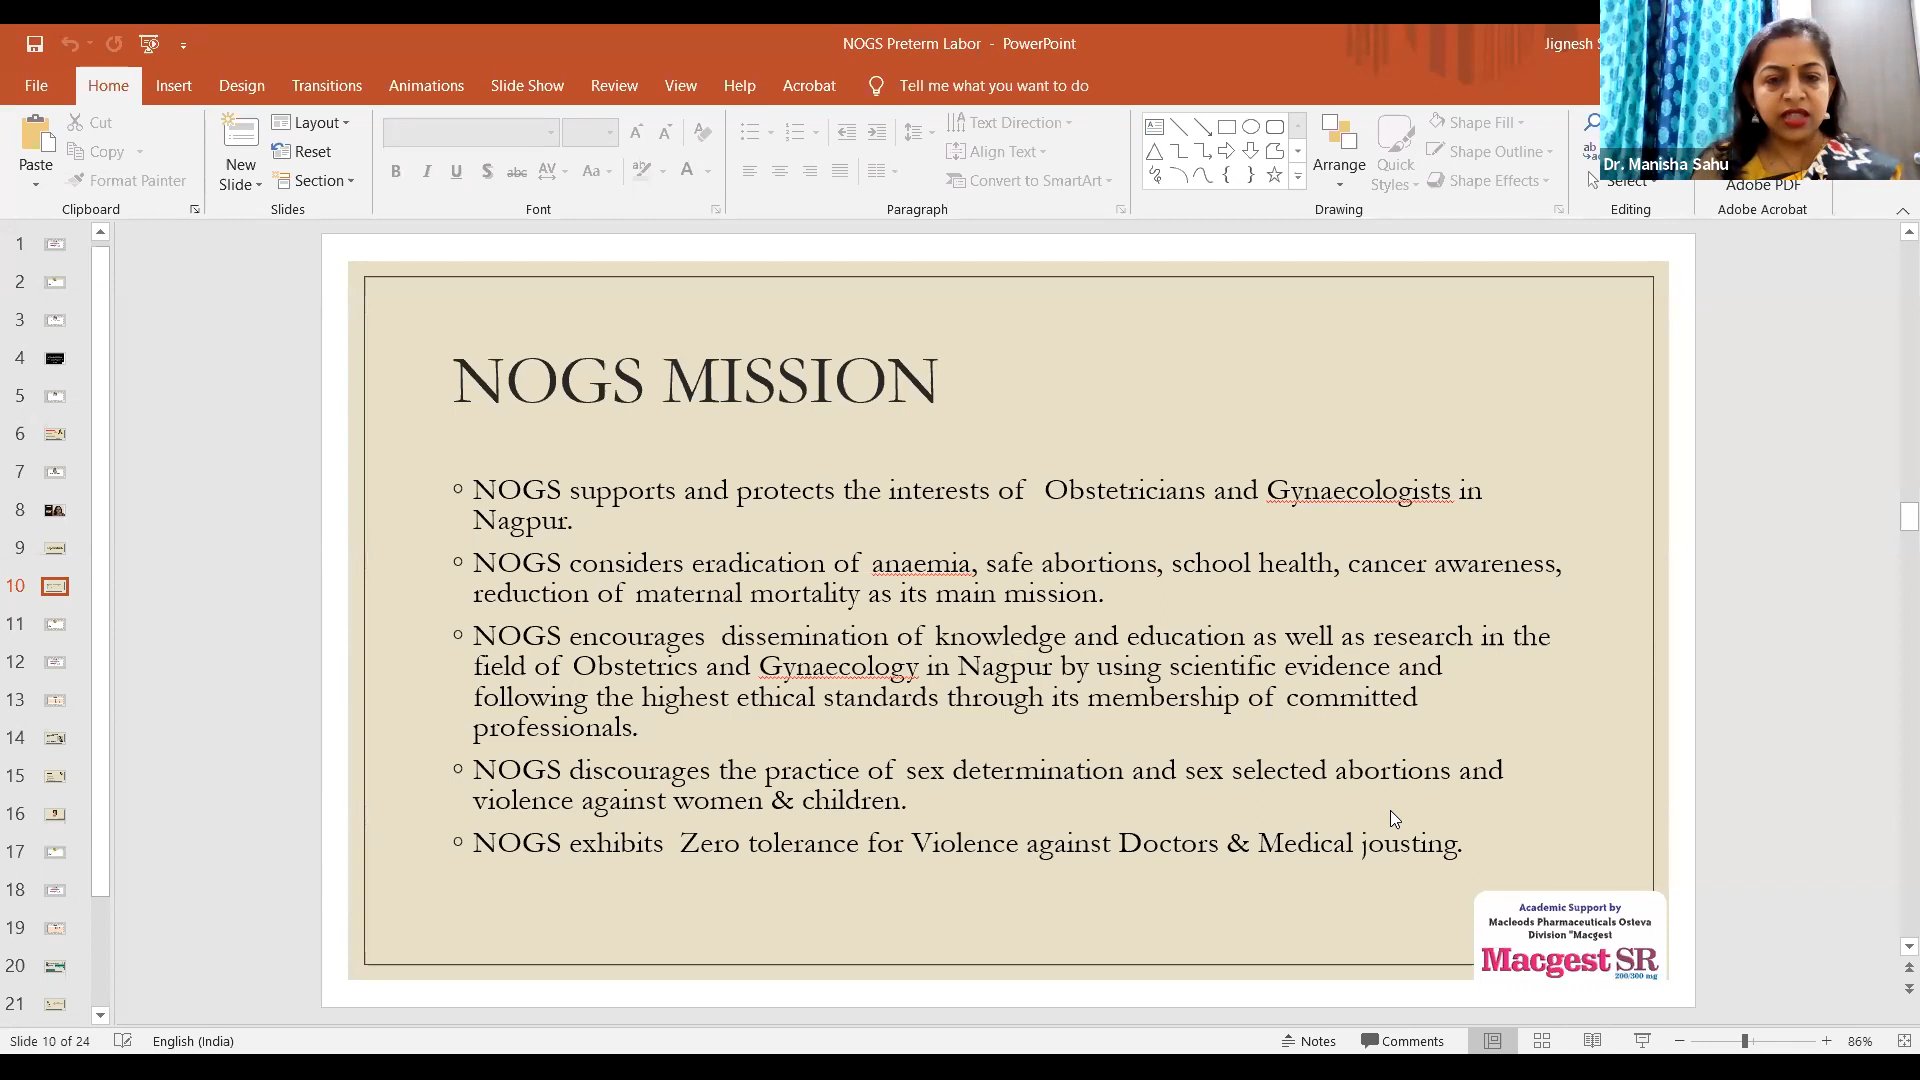 NOGS Preterm Labor - PowerPoint
Jignesh
File Home Insert Design Transitions Animations Slide Show Review View Help Acrobat Tell me what you want to do
Paste
Cut
Copy
Format Painter
Clipboard
New
Slide
Layout
Reset
Section
Slides
B I U S abc AV Aa A
Font
Text Direction
Align Text
Convert to SmartArt
Paragraph
Arrange
Quick
Styles
Shape Fill
Shape Outline
Shape Effects
Drawing
Select
Editing
Adobe PDF
Adobe Acrobat
Dr. Manisha Sahu
1
2
3
4
5
6
7
8
9
10
11
12
13
14
15
16
17
18
19
20
21
NOGS MISSION
NOGS supports and protects the interests of Obstetricians and Gynaecologists in
Nagpur.
NOGS considers eradication of anaemia, safe abortions, school health, cancer awareness,
reduction of maternal mortality as its main mission.
NOGS encourages dissemination of knowledge and education as well as research in the
field of Obstetrics and Gynaecology in Nagpur by using scientific evidence and
following the highest ethical standards through its membership of committed
professionals.
NOGS discourages the practice of sex determination and sex selected abortions and
violence against women & children.
NOGS exhibits Zero tolerance for Violence against Doctors & Medical jousting.
Academic Support by
Macleods Pharmaceuticals Osteva
Division "Macgest
Macgest SR
200/300 mg
Slide 10 of 24 English (India) Notes Comments 86%